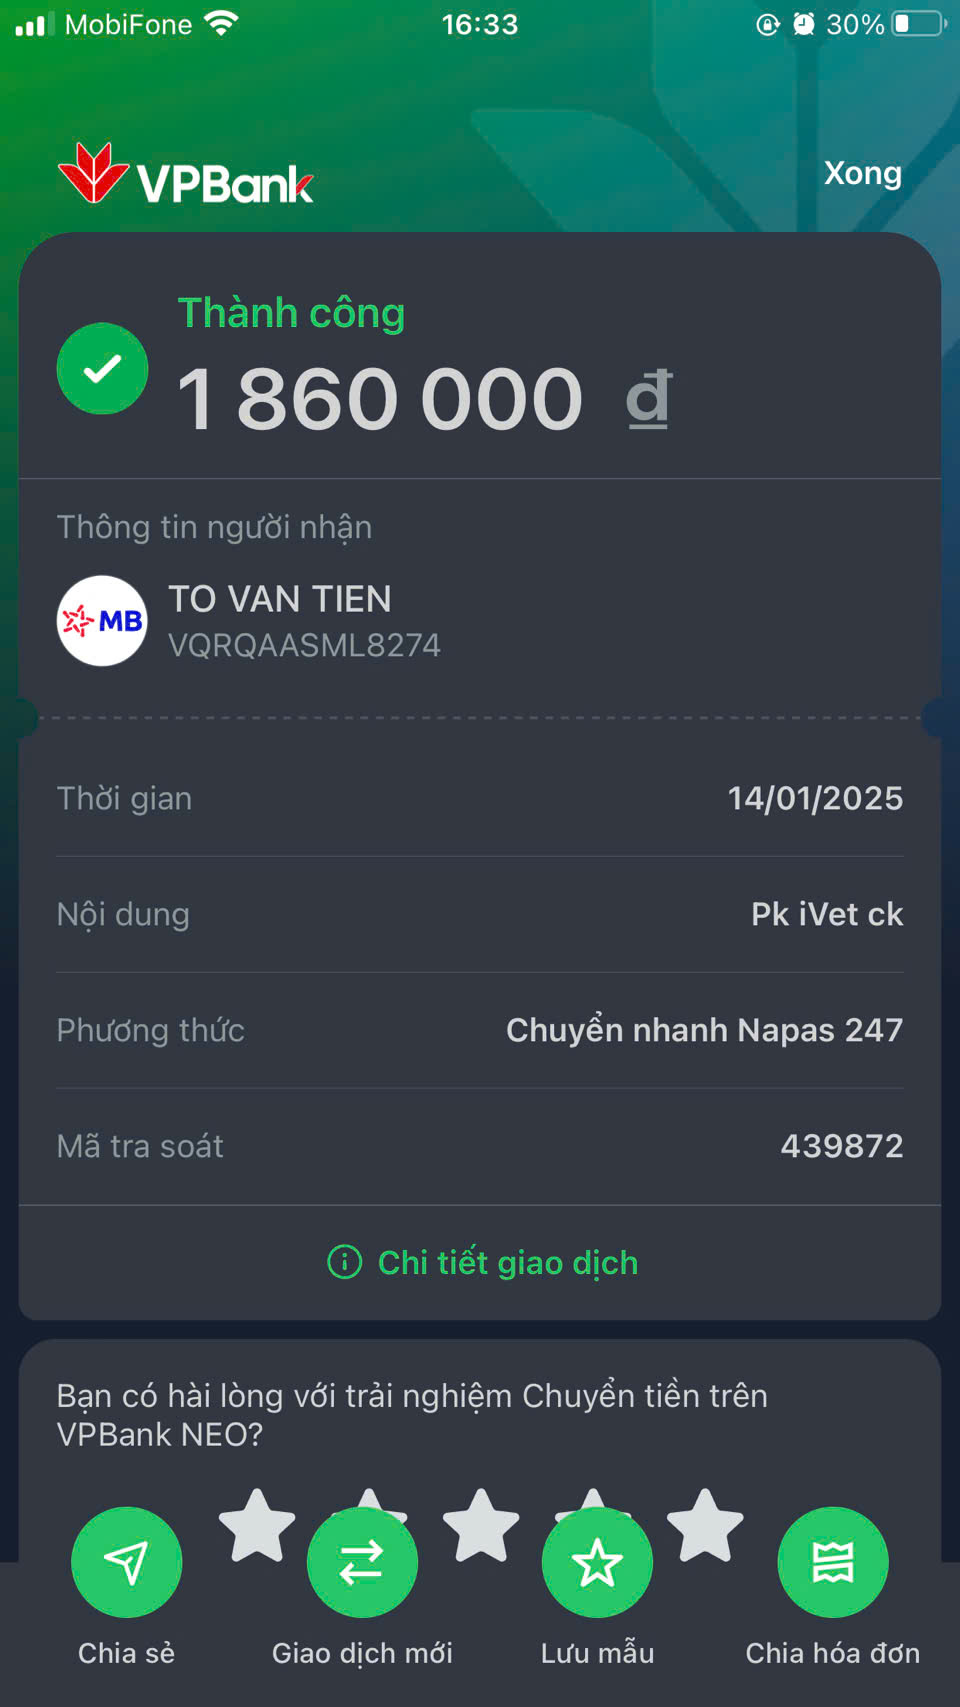 MobiFone 16:33 30%
VPBank Xong
Thành công
1 860 000 đ
Thông tin người nhận
MB TO VAN TIEN
VQRQAASML8274
Thời gian 14/01/2025
Nội dung Pk iVet ck
Phương thức Chuyển nhanh Napas 247
Mã tra soát 439872
Chi tiết giao dịch
Bạn có hài lòng với trải nghiệm Chuyển tiền trên
VPBank NEO?
Chia sẻ Giao dịch mới Lưu mẫu Chia hóa đơn